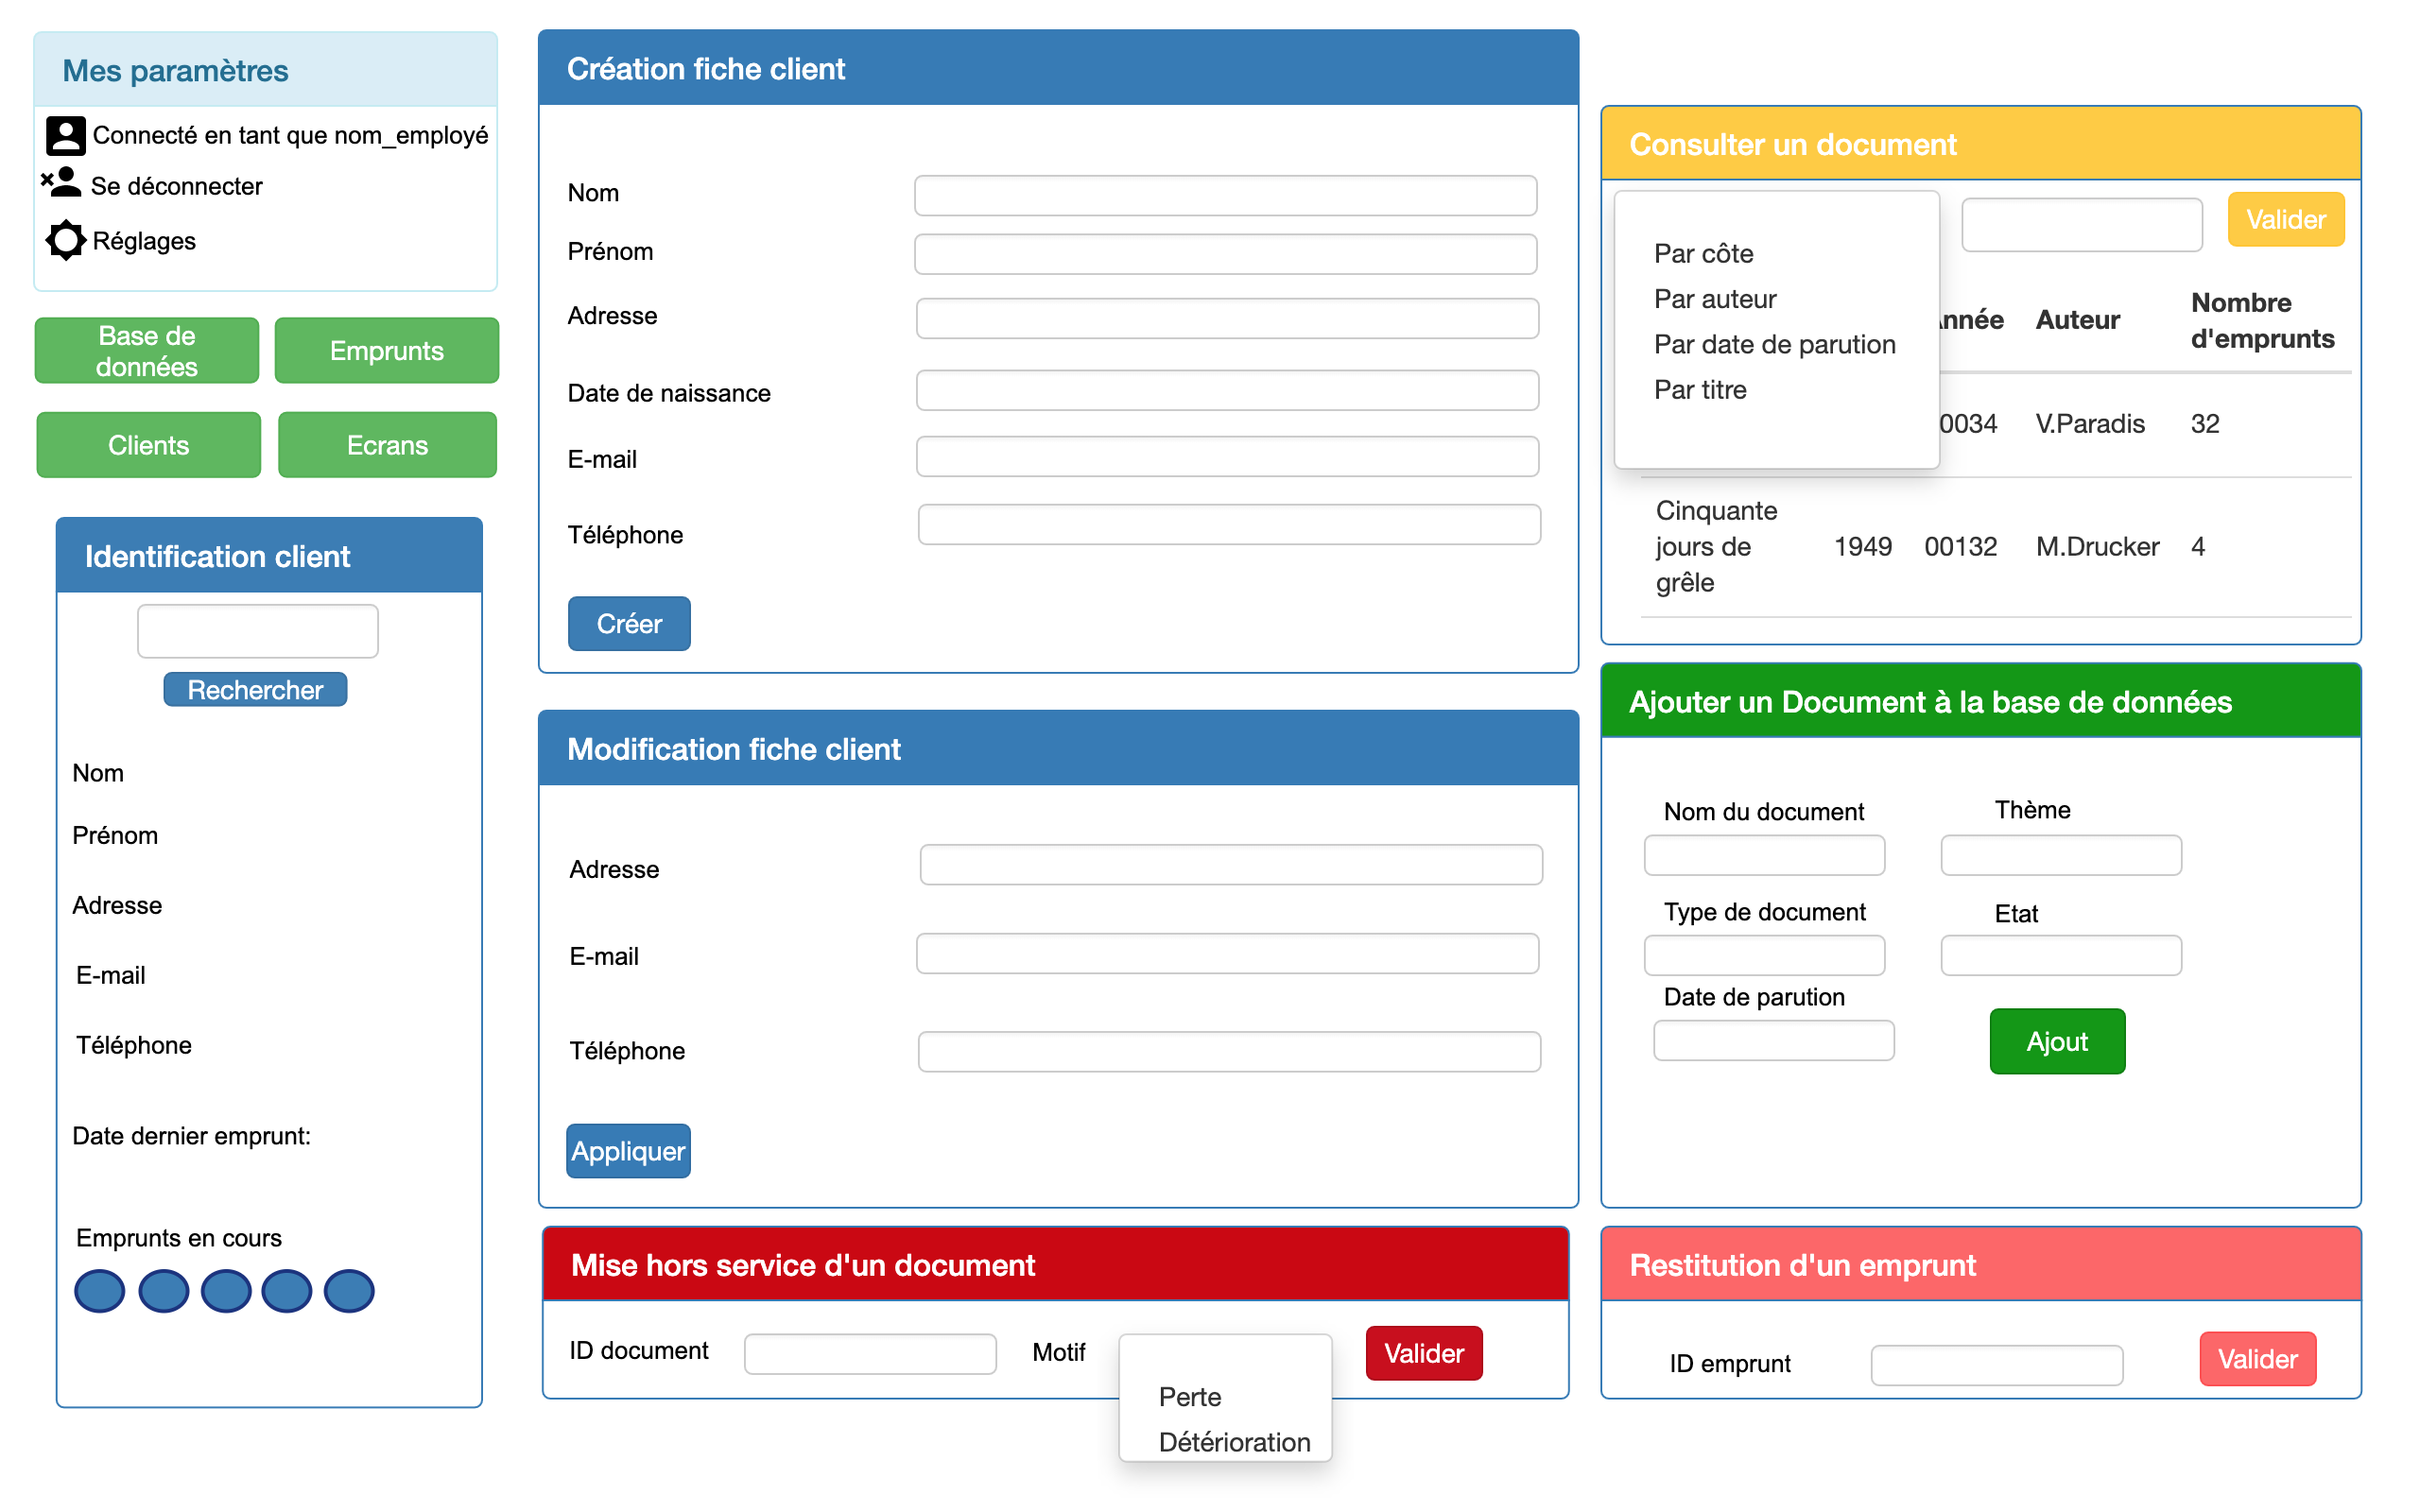 Mes paramètres
Connecté en tant que nom_employé
Se déconnecter
Réglages
Base de
données
Emprunts
Clients
Ecrans
Identification client
Rechercher
Nom
Prénom
Adresse
E-mail
Téléphone
Date dernier emprunt:
Emprunts en cours
Création fiche client
Nom
Prénom
Adresse
Date de naissance
E-mail
Téléphone
Créer
Modification fiche client
Adresse
E-mail
Téléphone
Appliquer
Mise hors service d'un document
ID document
Motif
Perte
Détérioration
Valider
Consulter un document
Par côte
Par auteur
Par date de parution
Par titre
Valider
Auteur
Nombre
d'emprunts
V.Paradis 32
Cinquante
jours de
grêle
1949 00132 M.Drucker 4
Ajouter un Document à la base de données
Nom du document
Thème
Type de document
Etat
Date de parution
Ajout
Restitution d'un emprunt
ID emprunt
Valider